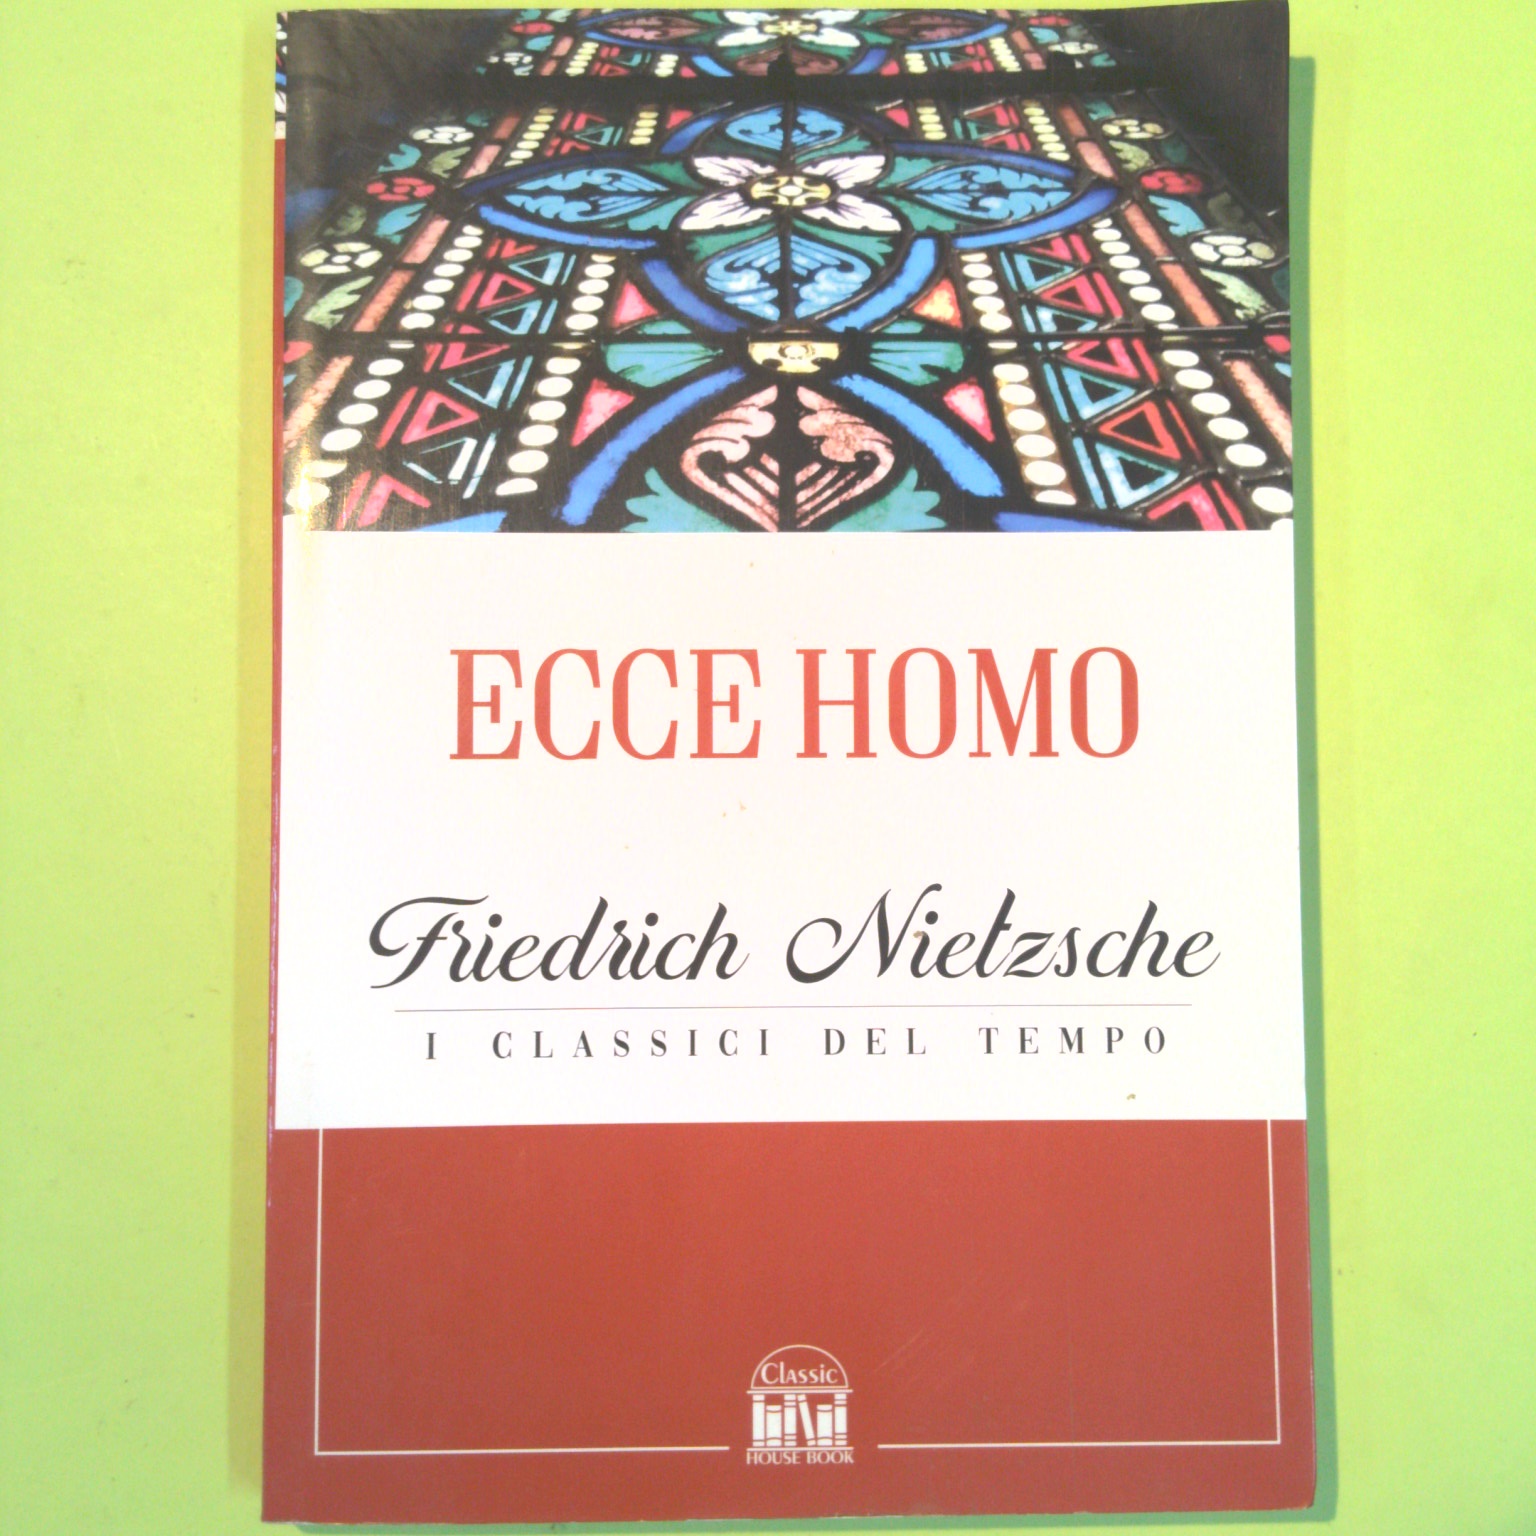 ECCE HOMO
Friedrich Nietzsche
I CLASSICI DEL TEMPO
Classic
HOUSE BOOK